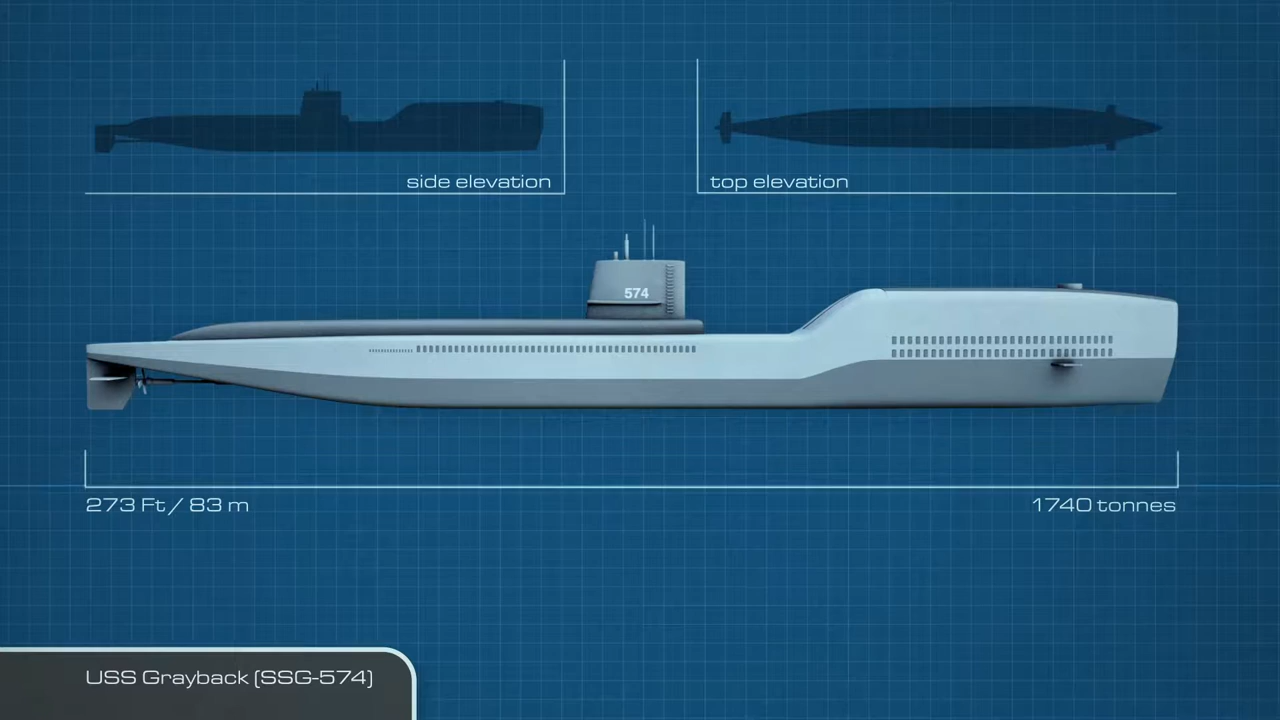 side elevation
top elevation
574
273 Ft / 83 m
1740 tonnes
USS Grayback (SSG-574)